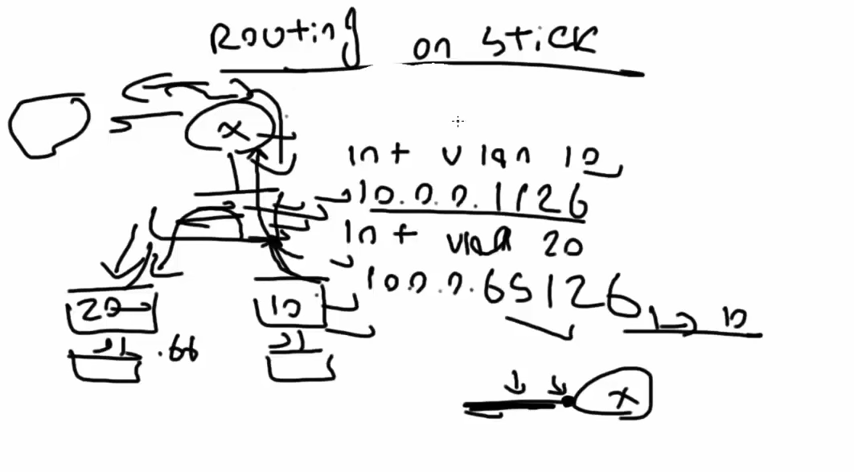 Routing on stick
x
int vlan 10
10.0.0.1/26
int vlan 20
10.0.0.65/26
20
10
10
.66
x